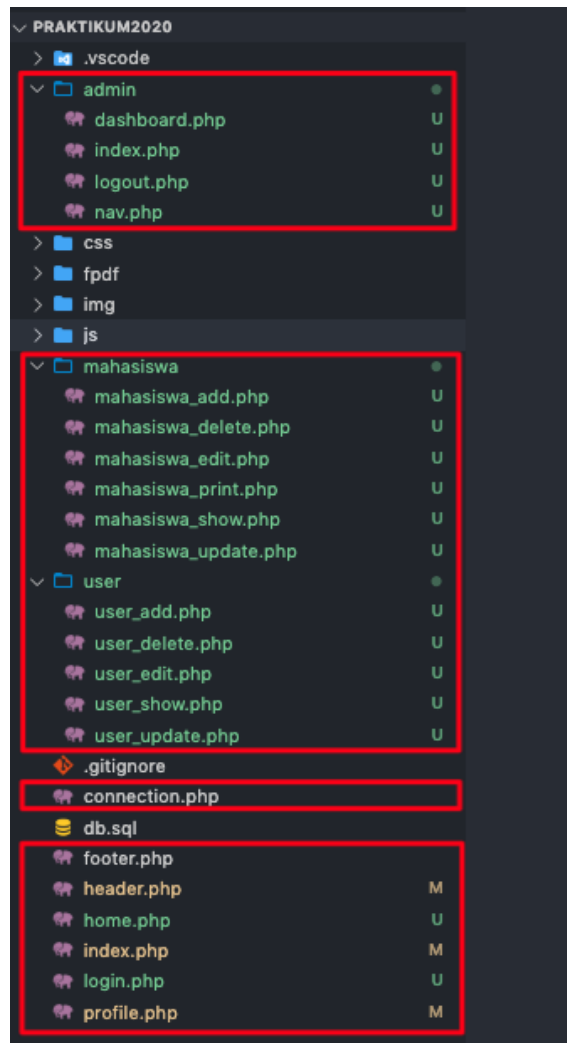 PRAKTIKUM2020
.vscode
admin
dashboard.php U
index.php U
logout.php U
nav.php U
css
fpdf
img
js
mahasiswa
mahasiswa_add.php U
mahasiswa_delete.php U
mahasiswa_edit.php U
mahasiswa_print.php U
mahasiswa_show.php U
mahasiswa_update.php U
user
user_add.php U
user_delete.php U
user_edit.php U
user_show.php U
user_update.php U
.gitignore
connection.php
db.sql
footer.php
header.php M
home.php U
index.php M
login.php U
profile.php M